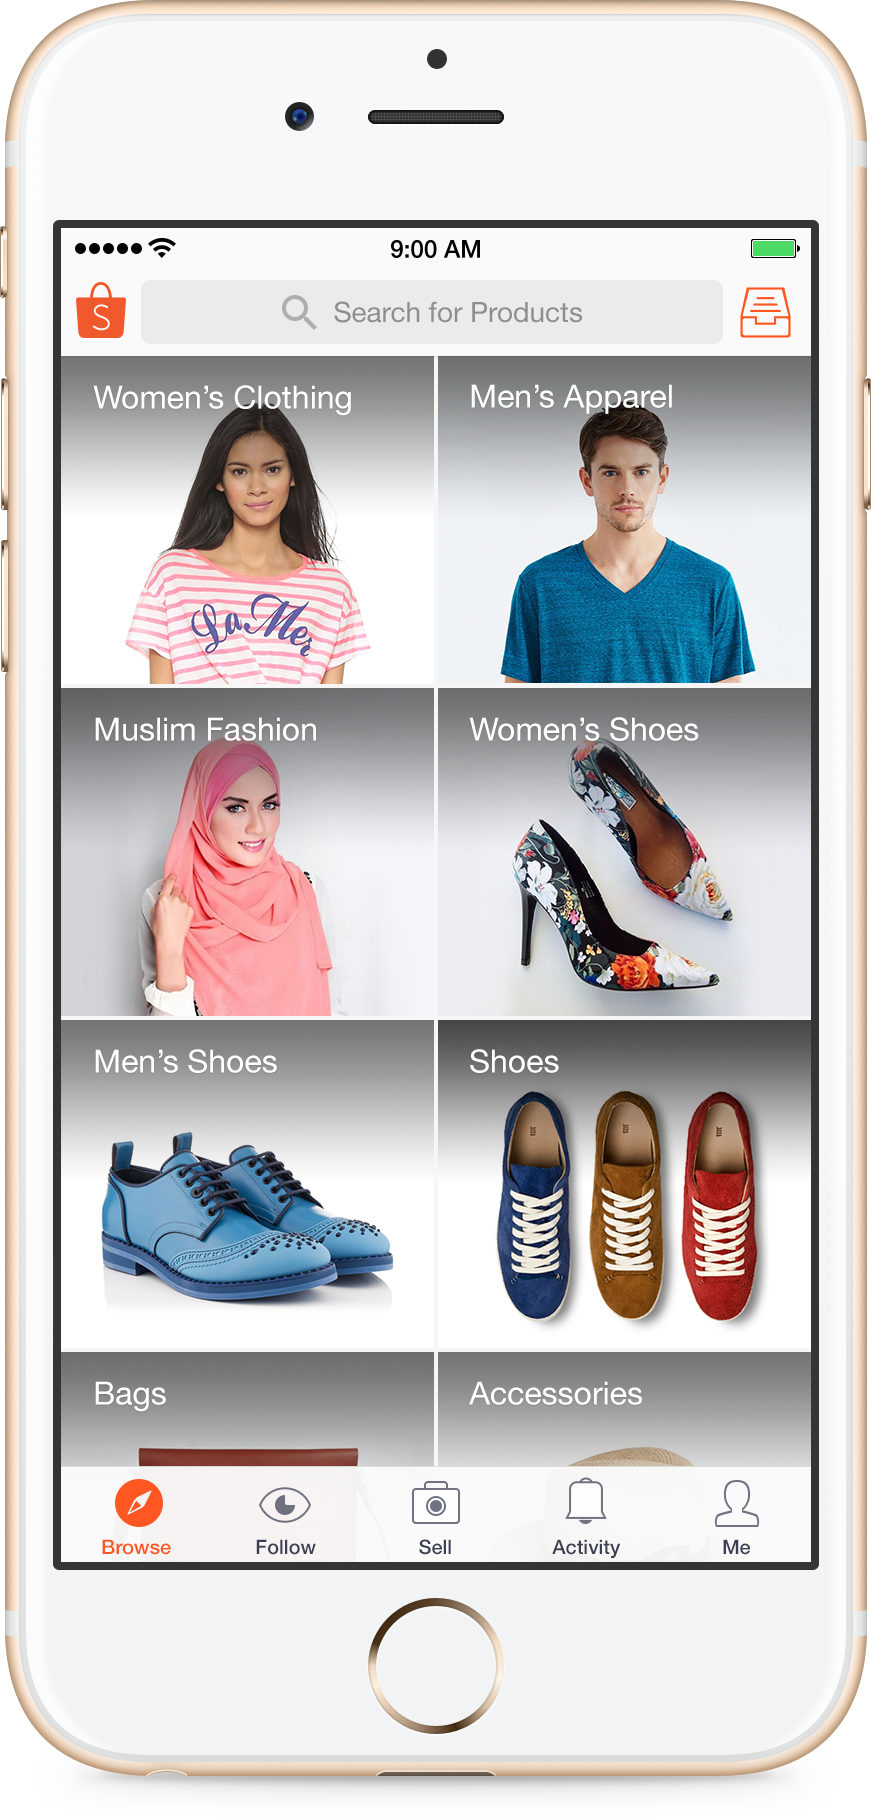 9:00 AM
S
Search for Products
Women's Clothing
Men's Apparel
La Mer
Muslim Fashion
Women's Shoes
Men's Shoes
Shoes
Bags
Accessories
Browse
Follow
Sell
Activity
Me